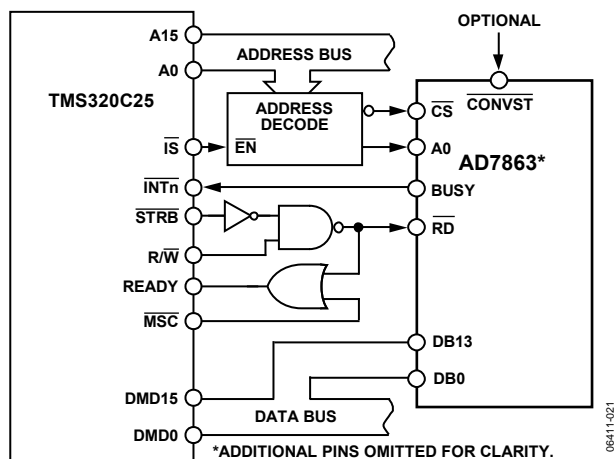 OPTIONAL
A15
ADDRESS BUS
A0
TMS320C25
ADDRESS
DECODE
CS
CONVST
IS
EN
A0
AD7863*
INTn
BUSY
STRB
RD
R/W
READY
MSC
DB13
DB0
DMD15
DATA BUS
DMD0
*ADDITIONAL PINS OMITTED FOR CLARITY.
06411-021